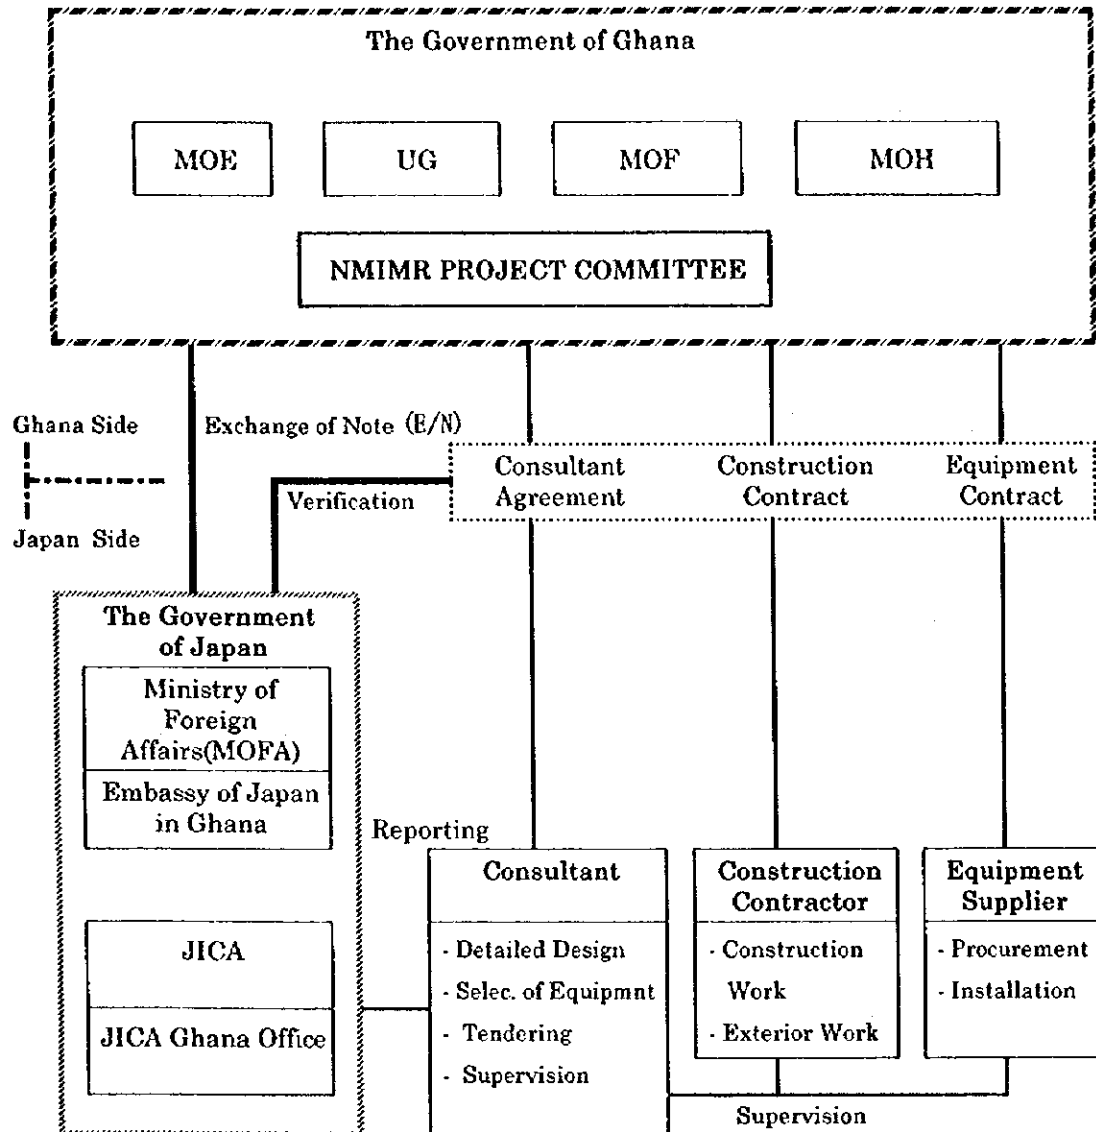 The Government of Ghana
MOE
UG
MOF
MOH
NMIMR PROJECT COMMITTEE
Ghana Side
Japan Side
Exchange of Note (E/N)
Verification
Consultant
Agreement
Construction
Contract
Equipment
Contract
The Government
of Japan
Ministry of
Foreign
Affairs(MOFA)
Embassy of Japan
in Ghana
JICA
JICA Ghana Office
Reporting
Consultant
- Detailed Design
- Selec. of Equipmnt
- Tendering
- Supervision
Construction
Contractor
- Construction
Work
- Exterior Work
Equipment
Supplier
- Procurement
- Installation
Supervision